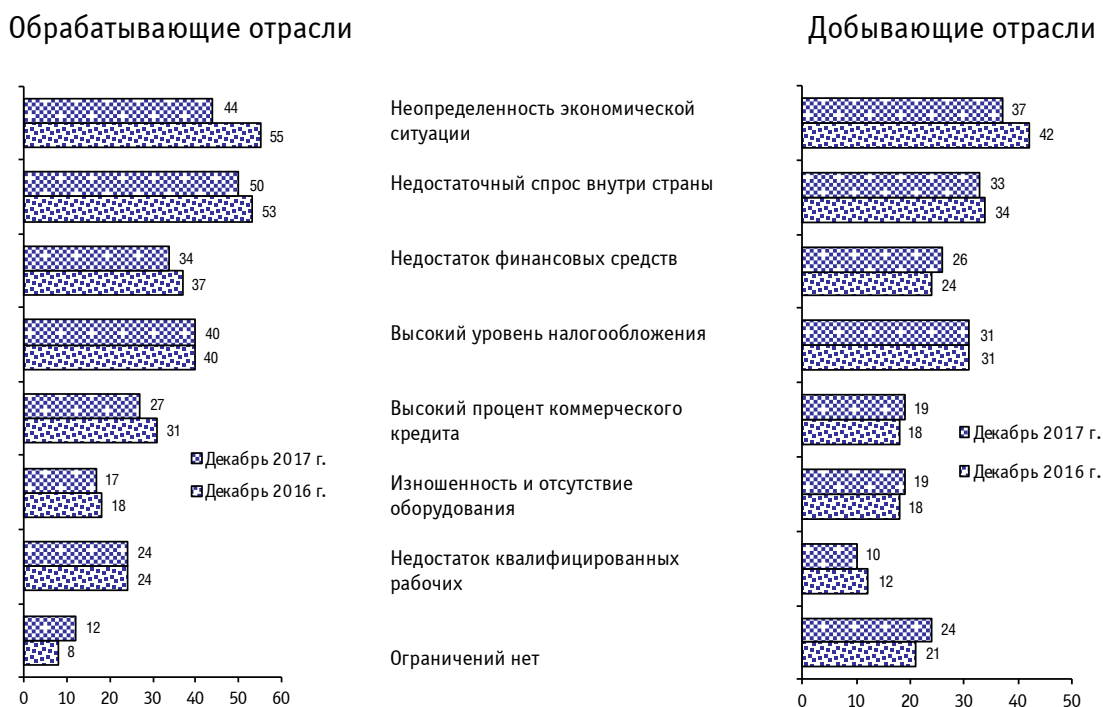 Обрабатывающие отрасли
Добывающие отрасли
44
55
Неопределенность экономической
ситуации
37
42
50
53
Недостаточный спрос внутри страны
33
34
34
37
Недостаток финансовых средств
26
24
40
40
Высокий уровень налогообложения
31
31
27
31
Высокий процент коммерческого
кредита
19
18
Декабрь 2017 г.
Декабрь 2016 г.
Декабрь 2017 г.
Декабрь 2016 г.
17
18
Изношенность и отсутствие
оборудования
19
18
24
24
Недостаток квалифицированных
рабочих
10
12
12
8
Ограничений нет
24
21
0 10 20 30 40 50 60
0 10 20 30 40 50